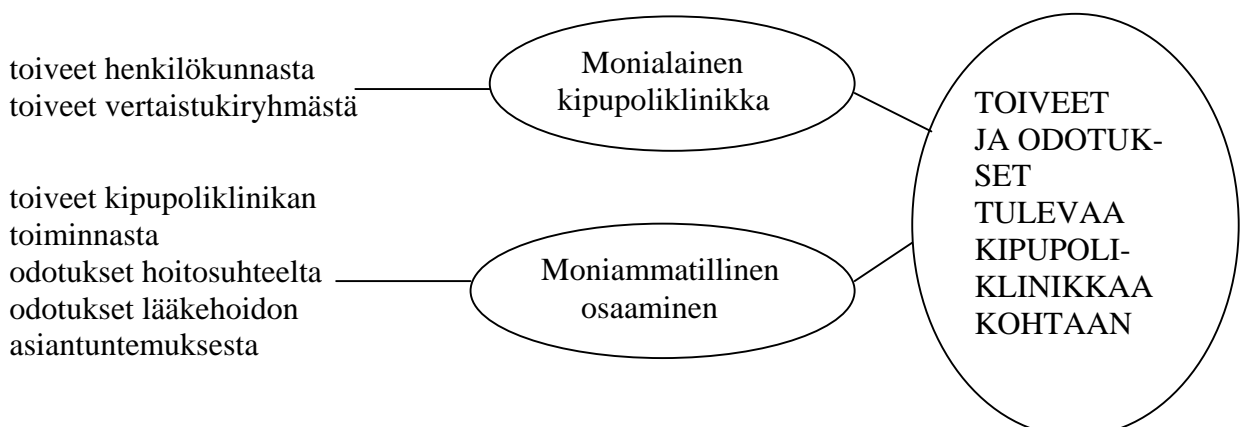 toiveet henkilökunnasta
toiveet vertaistukiryhmästä
Monialainen
kipupoliklinikka
toiveet kipupoliklinikan
toiminnasta
odotukset hoitosuhteelta
odotukset lääkehoidon
asiantuntemuksesta
Moniammatillinen
osaaminen
TOIVEET
JA ODOTUK-
SET
TULEVAA
KIPUPOLI-
KLINIKKAA
KOHTAAN